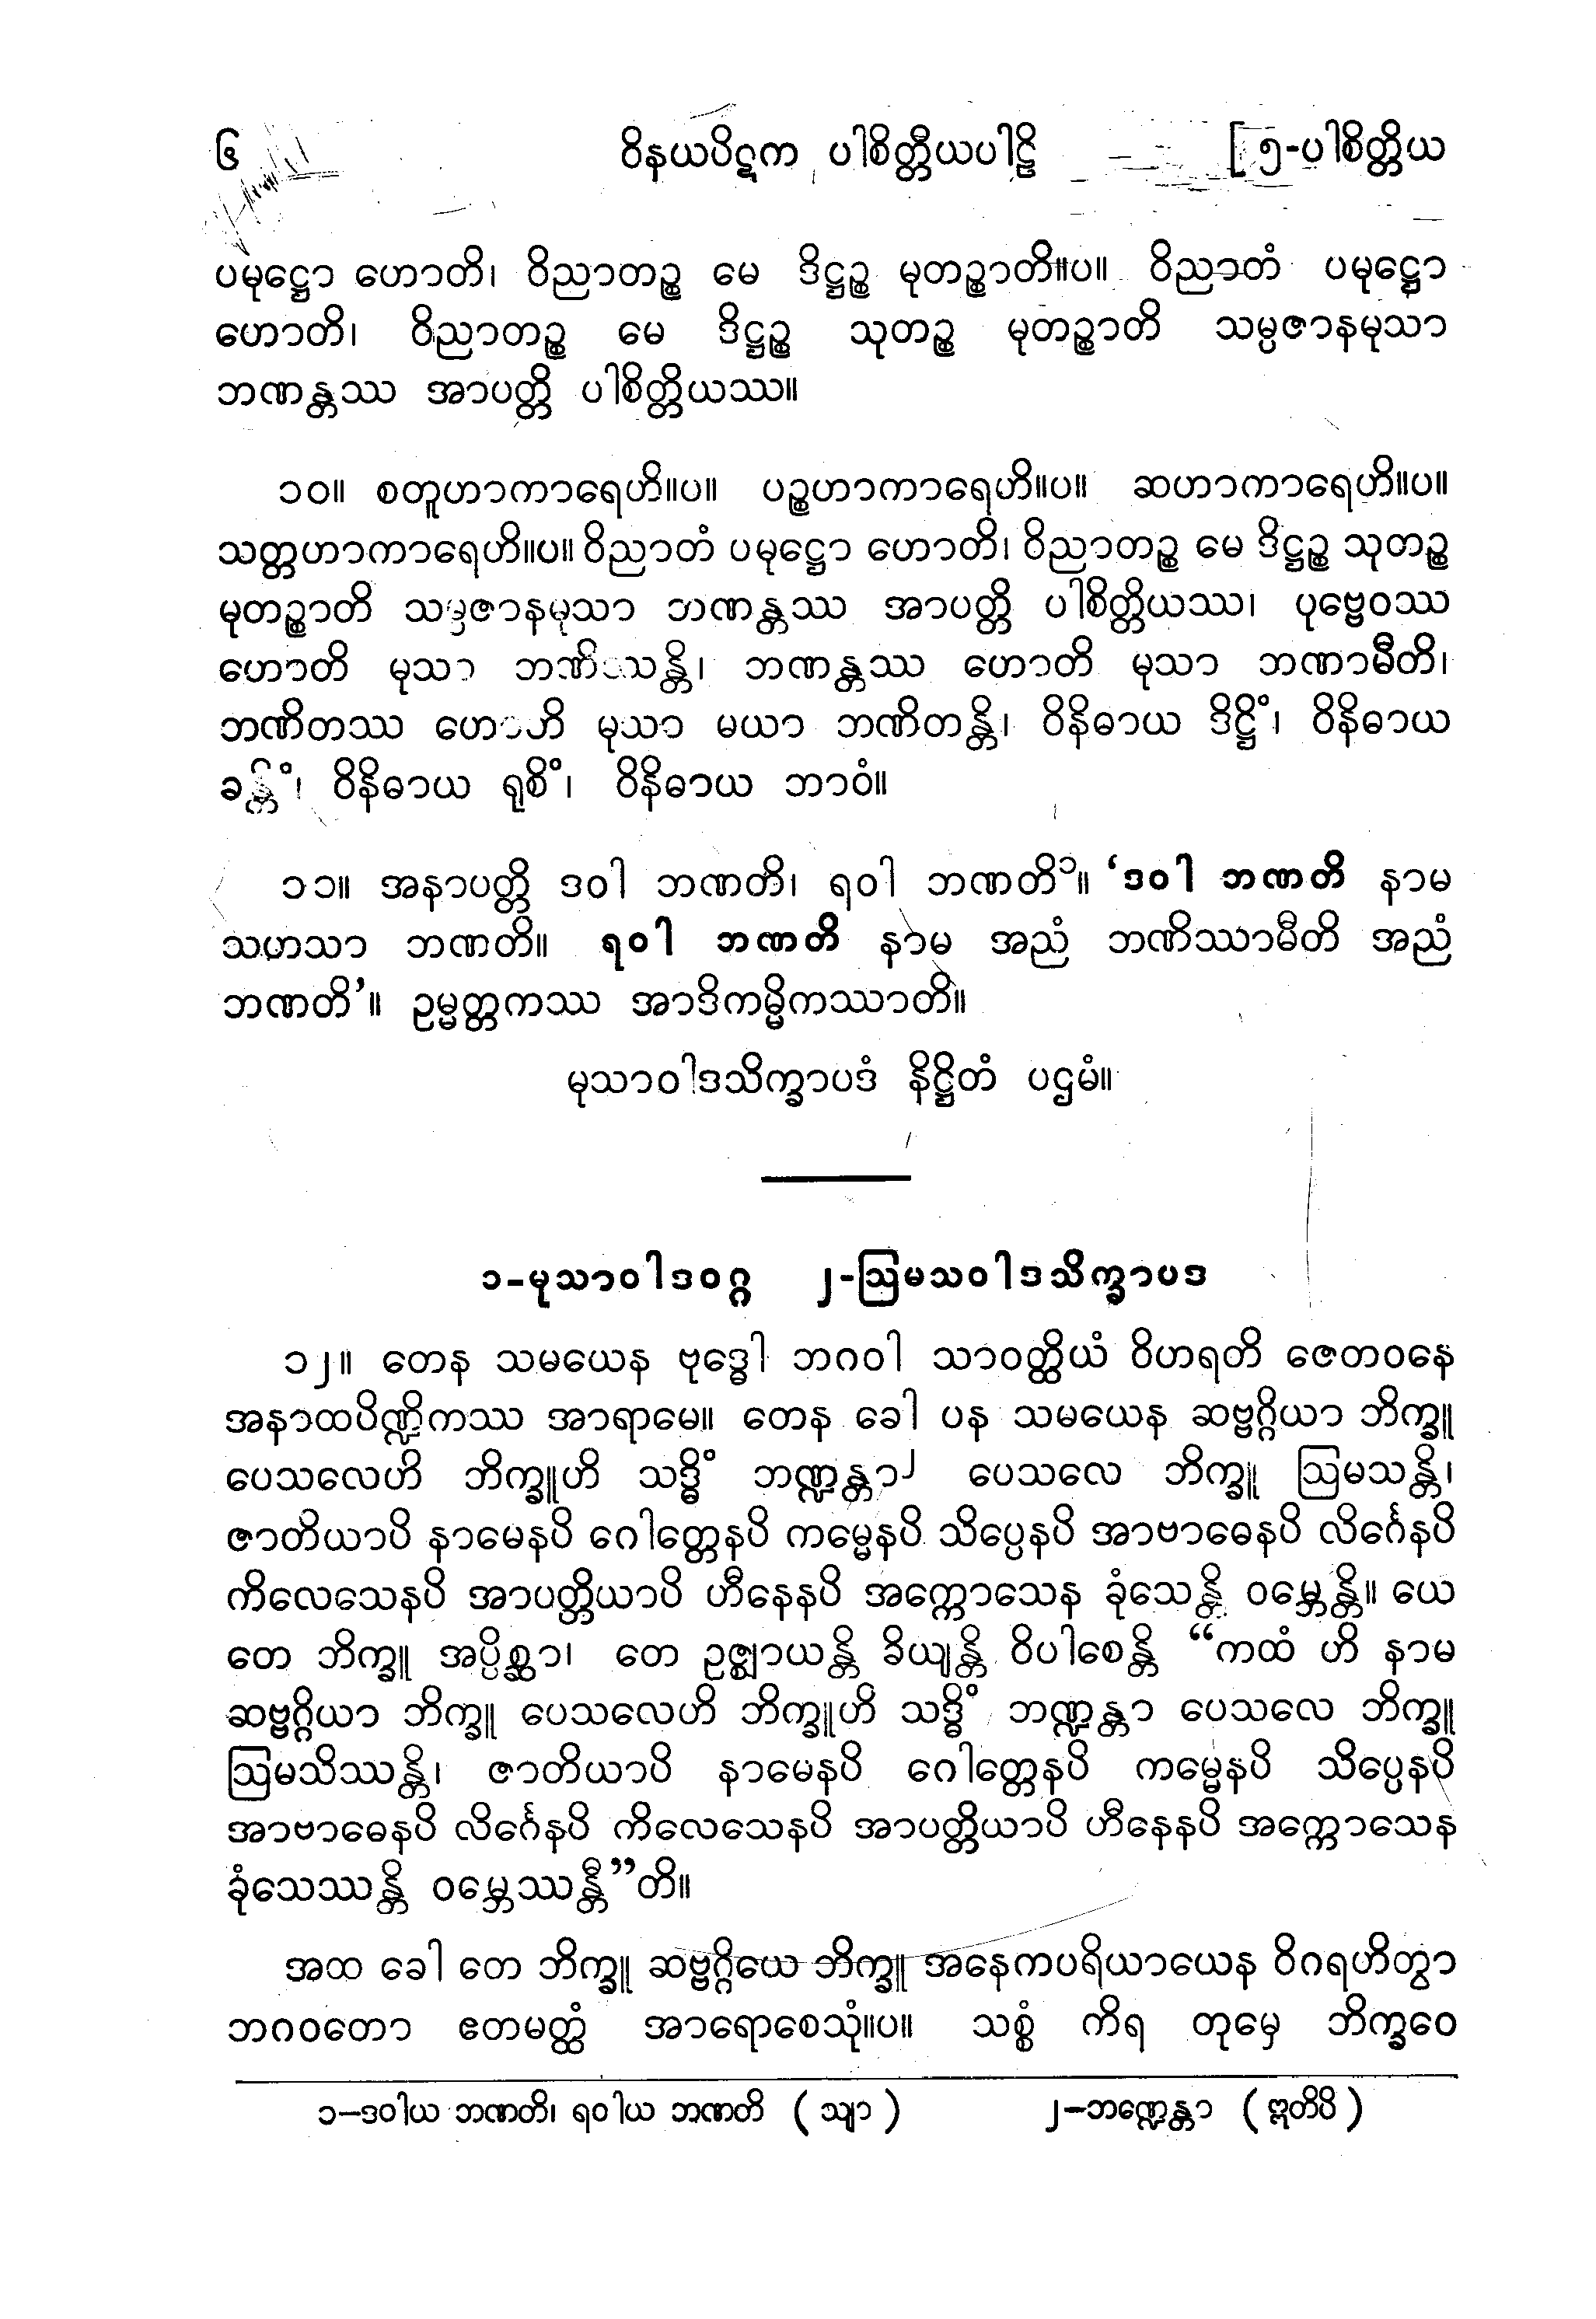 ၆ ဝိနယပိဋက ပါစိတ္တိယပါဠိ [ ၅-ပါစိတ္တိယ
ပမုဋ္ဌော ဟောတိ၊ ဝိညာတဉ္စ မေ ဒိဋ္ဌဉ္စ မုတဉ္စာတိ။ပ။ ဝိညာတံ ပမုဋ္ဌော
ဟောတိ၊ ဝိညာတဉ္စ မေ ဒိဋ္ဌဉ္စ သုတဉ္စ မုတဉ္စာတိ သမ္ပဇာနမုသာ
ဘဏန္တဿ အာပတ္တိ ပါစိတ္တိယဿ။
၁၀။ စတူဟာကာရေဟိ။ပ။ ပဉ္စဟာကာရေဟိ။ပ။ ဆဟာကာရေဟိ။ပ။
သတ္တဟာကာရေဟိ။ပ။ ဝိညာတံ ပမုဋ္ဌော ဟောတိ၊ ဝိညာတဉ္စ မေ ဒိဋ္ဌဉ္စ သုတဉ္စ
မုတဉ္စာတိ သမ္ပဇာနမုသာ ဘဏန္တဿ အာပတ္တိ ပါစိတ္တိယဿ၊ ပုဗ္ဗေဝဿ
ဟောတိ မုသာ ဘဏိဿန္တိ၊ ဘဏန္တဿ ဟောတိ မုသာ ဘဏာမီတိ၊
ဘဏိတဿ ဟောတိ မုသာ မယာ ဘဏိတန္တိ၊ ဝိနိဓာယ ဒိဋ္ဌိံ၊ ဝိနိဓာယ
ခန္တိံ၊ ဝိနိဓာယ ရုစိံ၊ ဝိနိဓာယ ဘာဝံ။
၁၁။ အနာပတ္တိ ဒဝါ ဘဏတိ၊ ရဝါ ဘဏတိ၁။ ‘ဒဝါ ဘဏတိ နာမ
သဟသာ ဘဏတိ။ ရဝါ ဘဏတိ နာမ အညံ ဘဏိဿာမီတိ အညံ
ဘဏတိ’။ ဥမ္မတ္တကဿ အာဒိကမ္မိကဿာတိ။
မုသာဝါဒသိက္ခာပဒံ နိဋ္ဌိတံ ပဌမံ။
၁-မုသာဝါဒဝဂ္ဂ ၂-ဩမသဝါဒသိက္ခာပဒ
၁၂။ တေန သမယေန ဗုဒ္ဓေါ ဘဂဝါ သာဝတ္ထိယံ ဝိဟရတိ ဇေတဝနေ
အနာထပိဏ္ဍိကဿ အာရာမေ။ တေန ခေါ ပန သမယေန ဆဗ္ဗဂ္ဂိယာ ဘိက္ခူ
ပေသလေဟိ ဘိက္ခူဟိ သဒ္ဓိံ ဘဏ္ဍန္တာ၂ ပေသလေ ဘိက္ခူ ဩမသန္တိ၊
ဇာတိယာပိ နာမေနပိ ဂေါတ္တေနပိ ကမ္မေနပိ သိပ္ပေနပိ အာဗာဓေနပိ လိင်္ဂေနပိ
ကိလေသေနပိ အာပတ္တိယာပိ ဟီနေနပိ အက္ကောသေန ခုံသေန္တိ ဝမ္ဘေန္တိ။ ယေ
တေ ဘိက္ခူ အပ္ပိစ္ဆာ၊ တေ ဥဇ္ဈာယန္တိ ခိယျန္တိ ဝိပါစေန္တိ “ကထံ ဟိ နာမ
ဆဗ္ဗဂ္ဂိယာ ဘိက္ခူ ပေသလေဟိ ဘိက္ခူဟိ သဒ္ဓိံ ဘဏ္ဍန္တာ ပေသလေ ဘိက္ခူ
ဩမသိဿန္တိ၊ ဇာတိယာပိ နာမေနပိ ဂေါတ္တေနပိ ကမ္မေနပိ သိပ္ပေနပိ
အာဗာဓေနပိ လိင်္ဂေနပိ ကိလေသေနပိ အာပတ္တိယာပိ ဟီနေနပိ အက္ကောသေန
ခုံသေဿန္တိ ဝမ္ဘေဿန္တီ”တိ။
အထ ခေါ တေ ဘိက္ခူ ဆဗ္ဗဂ္ဂိယေ ဘိက္ခူ အနေကပရိယာယေန ဝိဂရဟိတွာ
ဘဂဝတော ဧတမတ္ထံ အာရောစေသုံ။ပ။ သစ္စံ ကိရ တုမှေ ဘိက္ခဝေ
၁–ဒဝါယ ဘဏတိ၊ ရဝါယ ဘဏတိ ( သျာ ) ၂–ဘဏ္ဍေန္တာ ( ဣတိပိ )